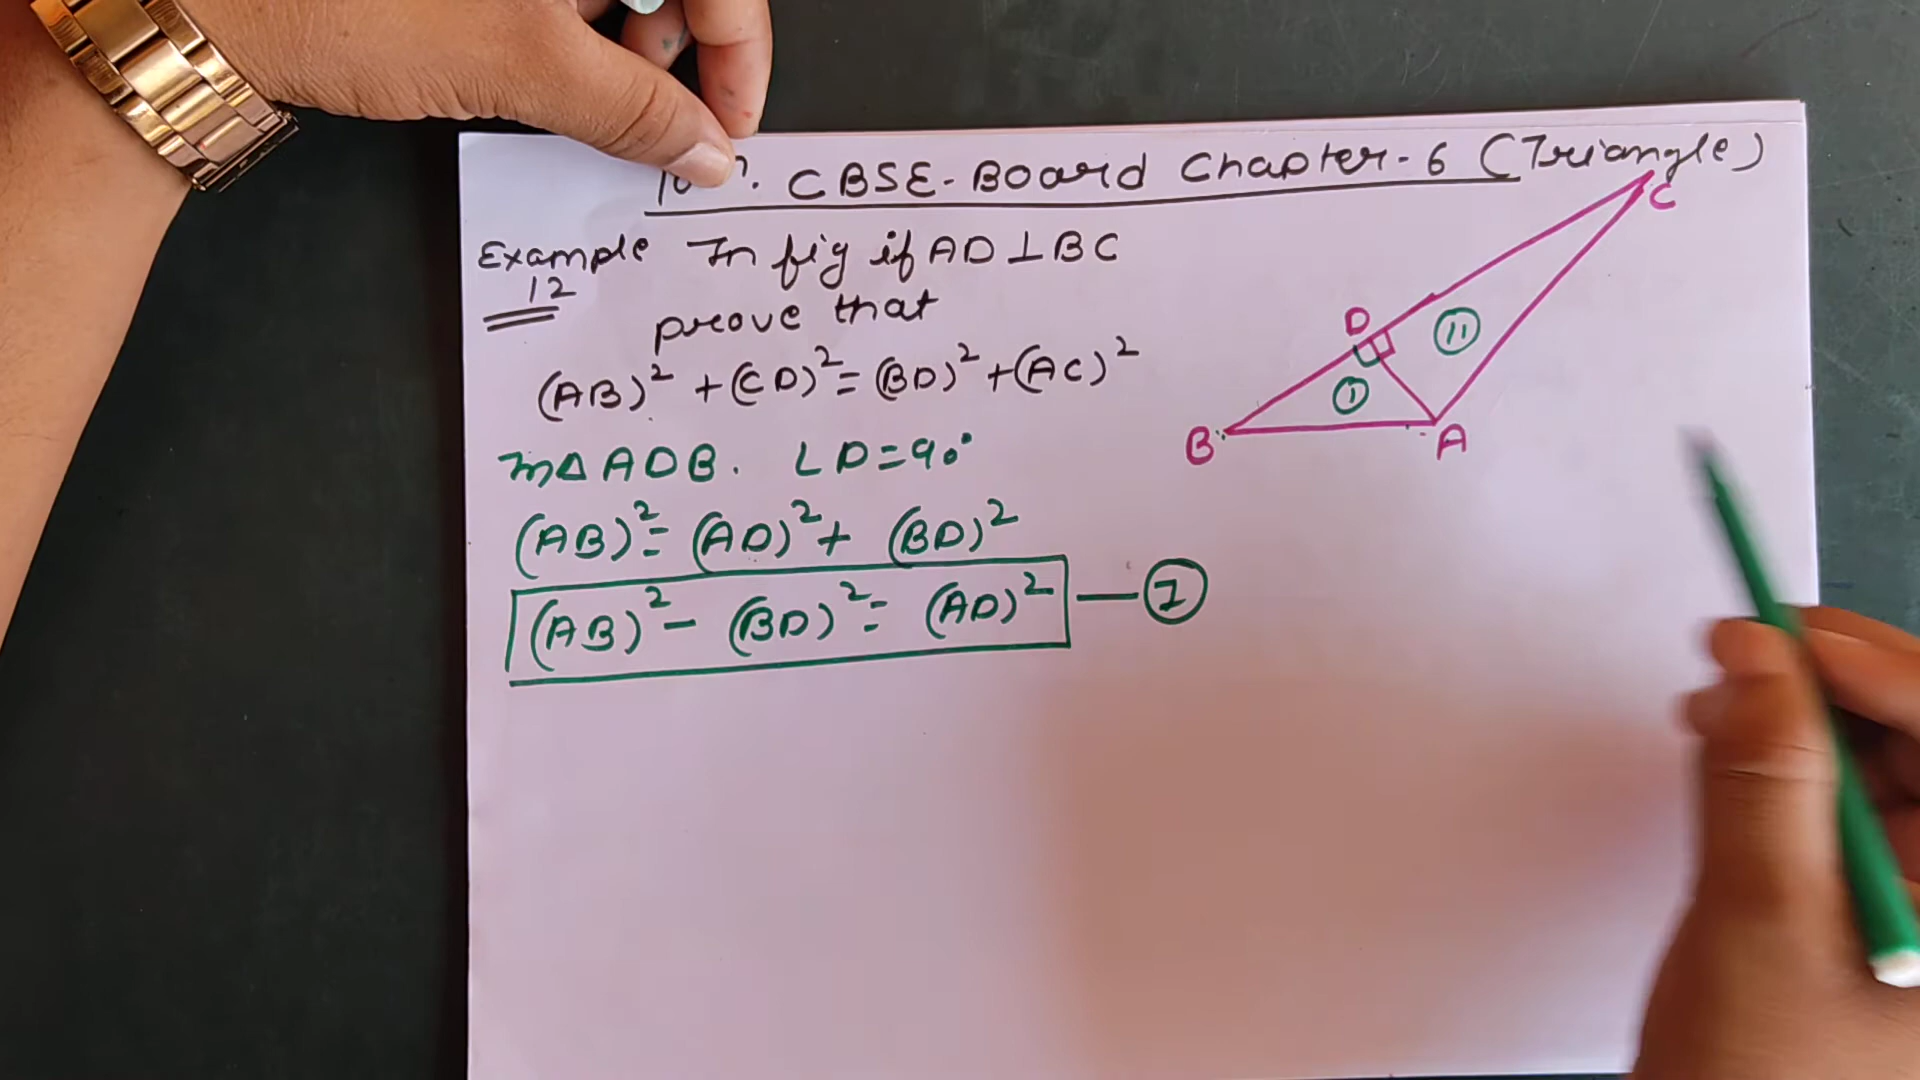 CBSE-Board Chapter-6 (Triangle)
Example 12 In fig if AD⊥BC
prove that
(AB)²+(CD)²=(BD)²+(AC)²
In△ADB. ∠D=90°
(AB)²=(AD)²+(BD)²
(AB)²-(BD)²=(AD)² — I
C
D
II
I
B
A